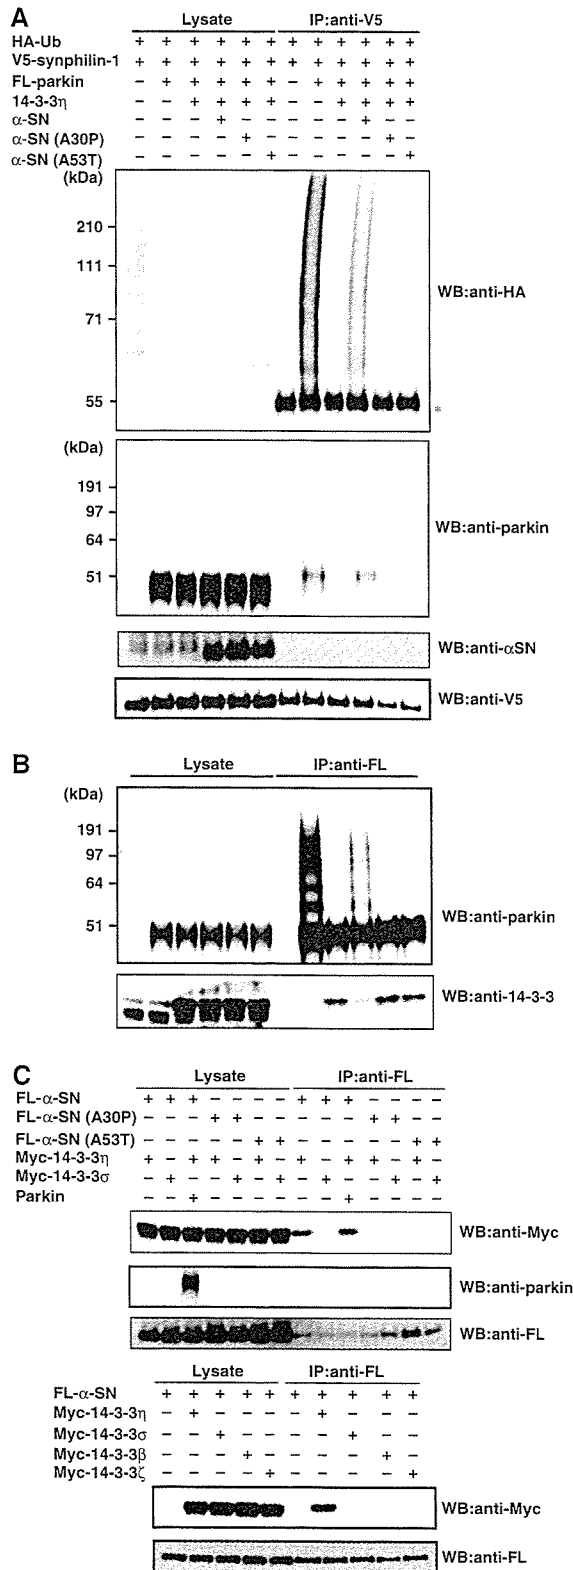 A
Lysate IP:anti-V5
HA-Ub + + + + + + + + + + + +
V5-synphilin-1 + + + + + + + + + + + +
FL-parkin – + + + + + – + + + + +
14-3-3η – – + + + + – – + + + +
α-SN – – – + – – – – – + – –
α-SN (A30P) – – – – + – – – – – + –
α-SN (A53T) – – – – – + – – – – – +
(kDa)
210
111
71
55
WB:anti-HA
*
(kDa)
191
97
64
51
WB:anti-parkin
WB:anti-αSN
WB:anti-V5
B
Lysate IP:anti-FL
(kDa)
191
97
64
51
WB:anti-parkin
WB:anti-14-3-3
C
Lysate IP:anti-FL
FL-α-SN + + + – – – – + + + – – – –
FL-α-SN (A30P) – – – + + – – – – – + + – –
FL-α-SN (A53T) – – – – – + + – – – – – + +
Myc-14-3-3η + – + + – + – + – + + – + –
Myc-14-3-3σ – + – – + – + – + – – + – +
Parkin – – + – – – – – – + – – – –
WB:anti-Myc
WB:anti-parkin
WB:anti-FL
Lysate IP:anti-FL
FL-α-SN + + + + + + + + + +
Myc-14-3-3η – + – – – – + – – –
Myc-14-3-3σ – – + – – – – + – –
Myc-14-3-3β – – – + – – – – + –
Myc-14-3-3ζ – – – – + – – – – +
WB:anti-Myc
WB:anti-FL